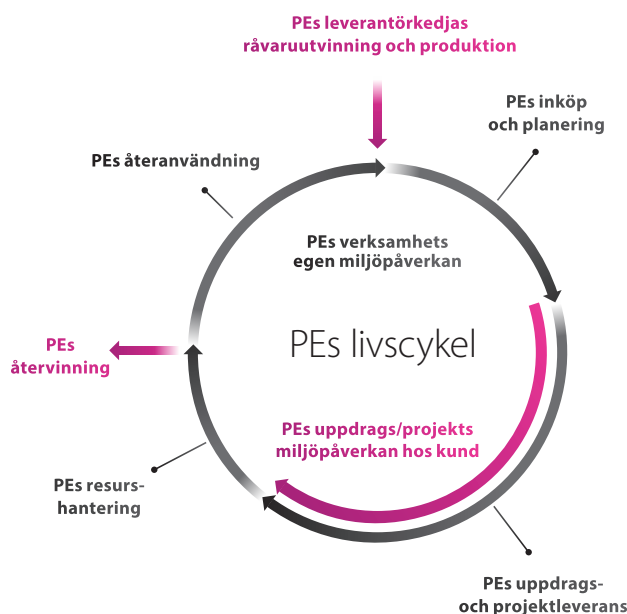 PEs leverantörkedjas
råvaruutvinning och produktion
PEs inköp
och planering
PEs återanvändning
PEs verksamhets
egen miljöpåverkan
PEs livscykel
PEs
återvinning
PEs uppdrags/projekts
miljöpåverkan hos kund
PEs resurs-
hantering
PEs uppdrags-
och projektleverans